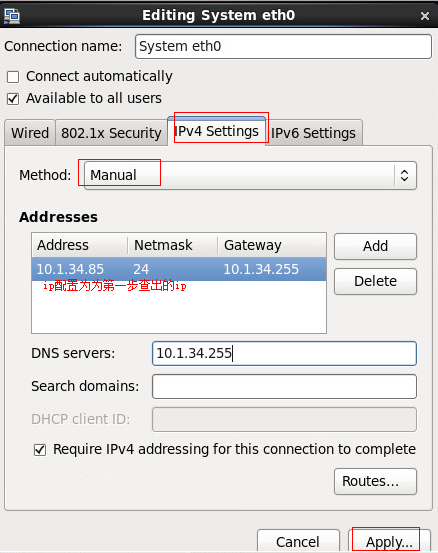 Editing System eth0
Connection name: System eth0
Connect automatically
Available to all users
Wired 802.1x Security IPv4 Settings IPv6 Settings
Method: Manual
Addresses
Address Netmask Gateway Add
10.1.34.85 24 10.1.34.255 Delete
ip配置为为第一步查出的ip
DNS servers: 10.1.34.255
Search domains:
DHCP client ID:
Require IPv4 addressing for this connection to complete
Routes...
Cancel Apply...